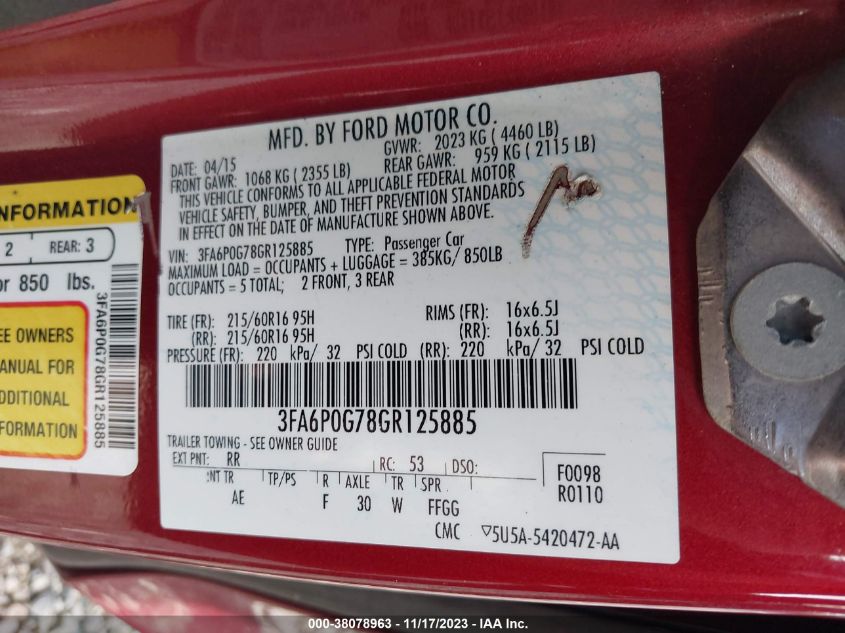 MFD. BY FORD MOTOR CO.
DATE: 04/15 GVWR: 2023 KG ( 4460 LB)
FRONT GAWR: 1068 KG ( 2355 LB) REAR GAWR: 959 KG ( 2115 LB)
THIS VEHICLE CONFORMS TO ALL APPLICABLE FEDERAL MOTOR
VEHICLE SAFETY, BUMPER, AND THEFT PREVENTION STANDARDS
IN EFFECT ON THE DATE OF MANUFACTURE SHOWN ABOVE.
VIN: 3FA6P0G78GR125885 TYPE: Passenger Car
MAXIMUM LOAD = OCCUPANTS + LUGGAGE = 385KG/ 850LB
OCCUPANTS = 5 TOTAL; 2 FRONT, 3 REAR
TIRE (FR): 215/60R16 95H RIMS (FR): 16x6.5J
(RR): 215/60R16 95H (RR): 16x6.5J
PRESSURE (FR): 220 kPa/ 32 PSI COLD (RR): 220 kPa/ 32 PSI COLD
3FA6P0G78GR125885
TRAILER TOWING - SEE OWNER GUIDE
EXT PNT: RR RC: 53 DSO:
INT TR TP/PS R AXLE TR SPR
AE F 30 W FFGG
F0098
R0110
CMC ▽5U5A-5420472-AA
INFORMATION
2 REAR: 3
or 850 lbs.
EE OWNERS
ANUAL FOR
DDITIONAL
FORMATION
3FA6P0G78GR125885
000-38078963 - 11/17/2023 - IAA Inc.